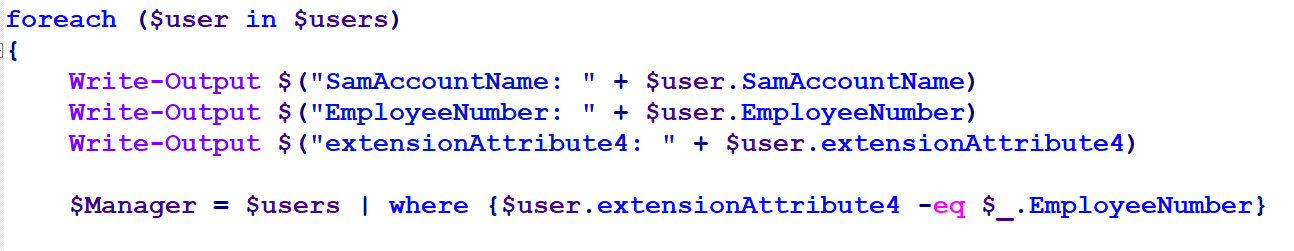 foreach ($user in $users)
{
    Write-Output $("SamAccountName: " + $user.SamAccountName)
    Write-Output $("EmployeeNumber: " + $user.EmployeeNumber)
    Write-Output $("extensionAttribute4: " + $user.extensionAttribute4)
    $Manager = $users | where {$user.extensionAttribute4 -eq $_.EmployeeNumber}